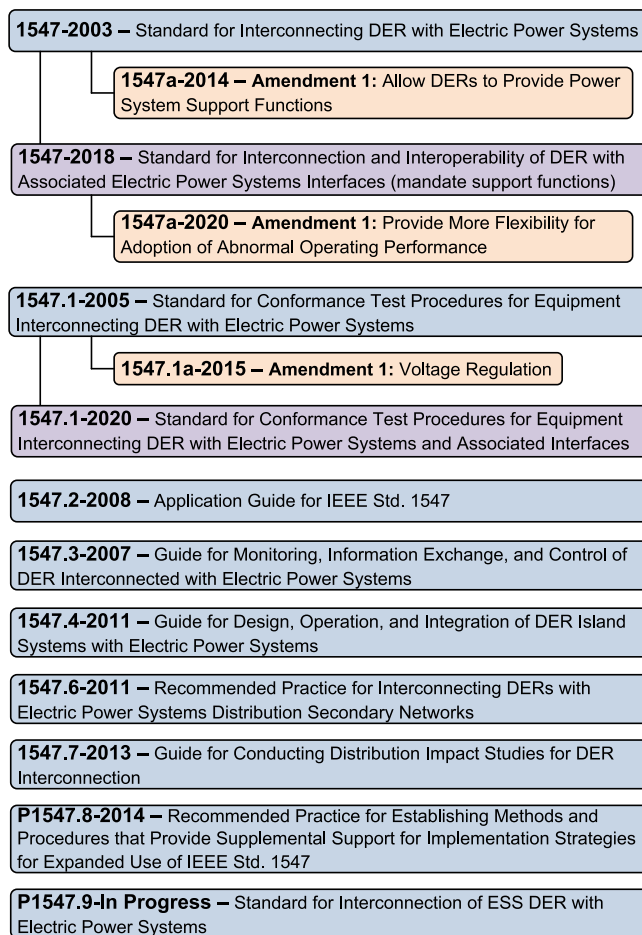 1547-2003 – Standard for Interconnecting DER with Electric Power Systems
1547a-2014 – Amendment 1: Allow DERs to Provide Power
System Support Functions
1547-2018 – Standard for Interconnection and Interoperability of DER with
Associated Electric Power Systems Interfaces (mandate support functions)
1547a-2020 – Amendment 1: Provide More Flexibility for
Adoption of Abnormal Operating Performance
1547.1-2005 – Standard for Conformance Test Procedures for Equipment
Interconnecting DER with Electric Power Systems
1547.1a-2015 – Amendment 1: Voltage Regulation
1547.1-2020 – Standard for Conformance Test Procedures for Equipment
Interconnecting DER with Electric Power Systems and Associated Interfaces
1547.2-2008 – Application Guide for IEEE Std. 1547
1547.3-2007 – Guide for Monitoring, Information Exchange, and Control of
DER Interconnected with Electric Power Systems
1547.4-2011 – Guide for Design, Operation, and Integration of DER Island
Systems with Electric Power Systems
1547.6-2011 – Recommended Practice for Interconnecting DERs with
Electric Power Systems Distribution Secondary Networks
1547.7-2013 – Guide for Conducting Distribution Impact Studies for DER
Interconnection
P1547.8-2014 – Recommended Practice for Establishing Methods and
Procedures that Provide Supplemental Support for Implementation Strategies
for Expanded Use of IEEE Std. 1547
P1547.9-In Progress – Standard for Interconnection of ESS DER with
Electric Power Systems